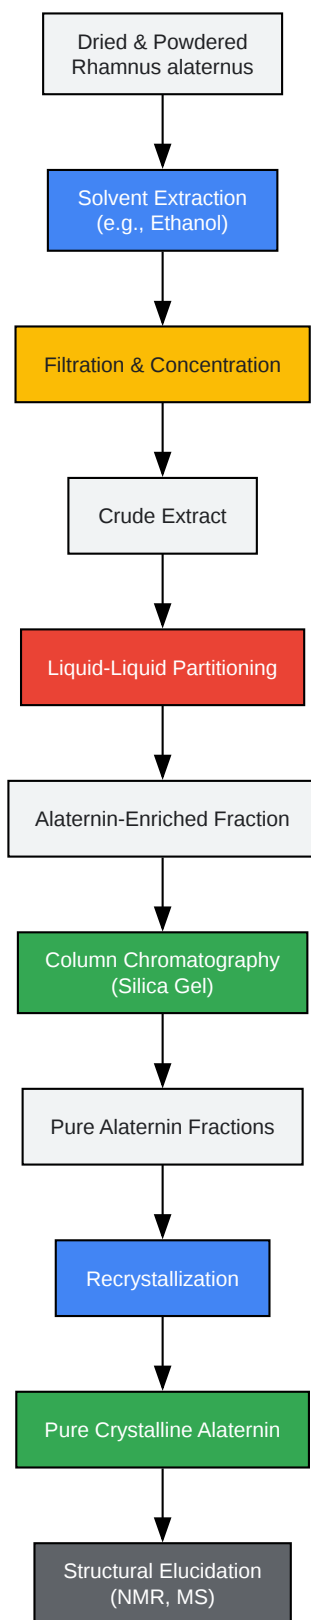 Dried & Powdered
Rhamnus alaternus
Solvent Extraction
(e.g., Ethanol)
Filtration & Concentration
Crude Extract
Liquid-Liquid Partitioning
Alaternin-Enriched Fraction
Column Chromatography
(Silica Gel)
Pure Alaternin Fractions
Recrystallization
Pure Crystalline Alaternin
Structural Elucidation
(NMR, MS)